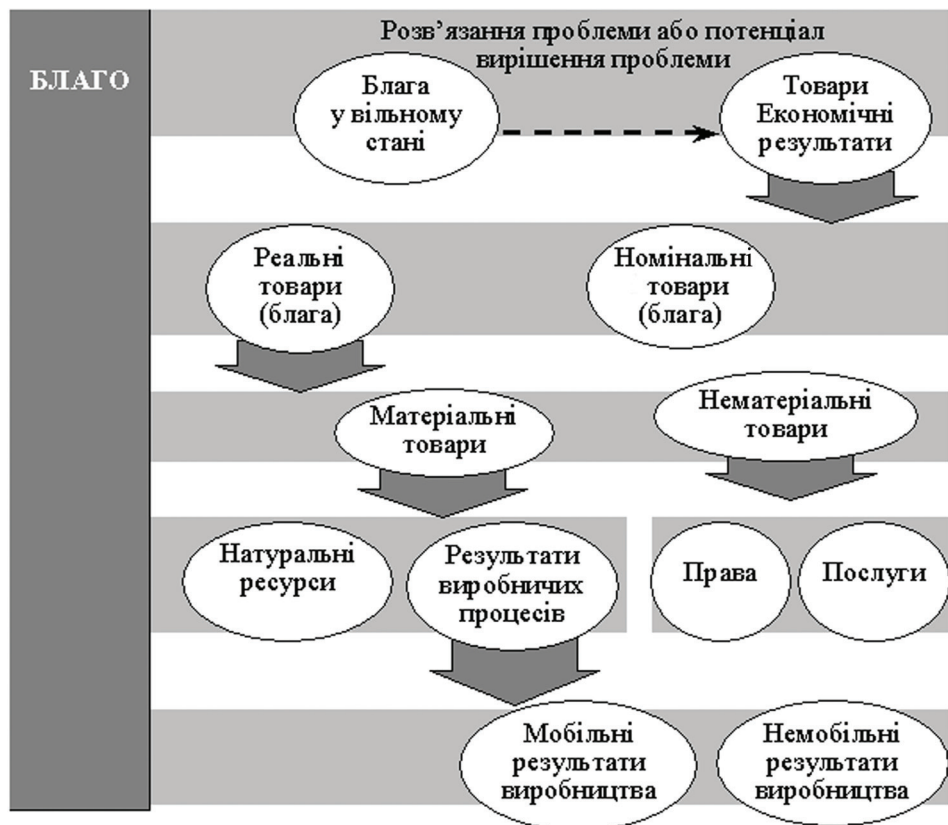 БЛАГО
Розв’язання проблеми або потенціал
вирішення проблеми
Блага
у вільному
стані
Товари
Економічні
результати
Реальні
товари
(блага)
Номінальні
товари
(блага)
Матеріальні
товари
Нематеріальні
товари
Натуральні
ресурси
Результати
виробничих
процесів
Права
Послуги
Мобільні
результати
виробництва
Немобільні
результати
виробництва